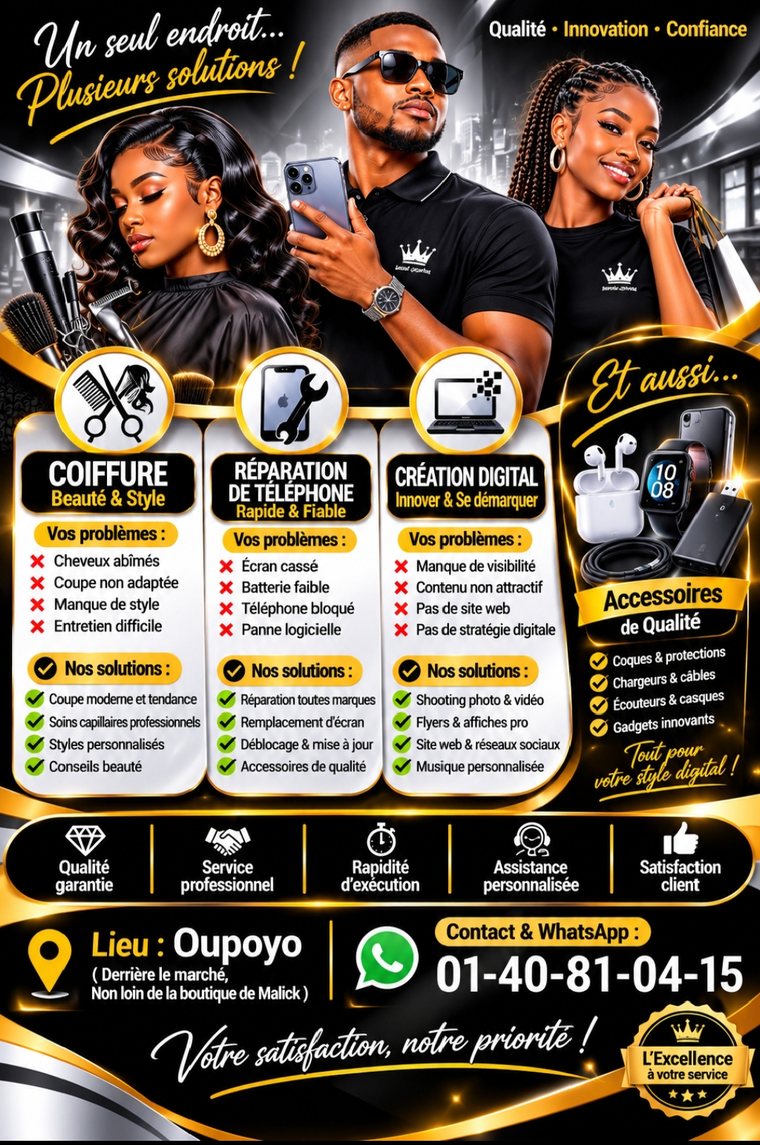 Un seul endroit...
Plusieurs solutions !
Qualité • Innovation • Confiance
COIFFURE
Beauté & Style
Vos problèmes :
Cheveux abîmés
Coupe non adaptée
Manque de style
Entretien difficile
Nos solutions :
Coupe moderne et tendance
Soins capillaires professionnels
Styles personnalisés
Conseils beauté
RÉPARATION
DE TÉLÉPHONE
Rapide & Fiable
Vos problèmes :
Écran cassé
Batterie faible
Téléphone bloqué
Panne logicielle
Nos solutions :
Réparation toutes marques
Remplacement d'écran
Déblocage & mise à jour
Accessoires de qualité
CRÉATION DIGITAL
Innover & Se démarquer
Vos problèmes :
Manque de visibilité
Contenu non attractif
Pas de site web
Pas de stratégie digitale
Nos solutions :
Shooting photo & vidéo
Flyers & affiches pro
Site web & réseaux sociaux
Musique personnalisée
Et aussi...
10
08
Accessoires
de Qualité
Coques & protections
Chargeurs & câbles
Écouteurs & casques
Gadgets innovants
Tout pour
votre style digital !
Qualité
garantie
Service
professionnel
Rapidité
d'exécution
Assistance
personnalisée
Satisfaction
client
Lieu : Oupoyo
( Derrière le marché,
Non loin de la boutique de Malick )
Contact & WhatsApp :
01-40-81-04-15
Votre satisfaction, notre priorité !
L'Excellence
à votre service